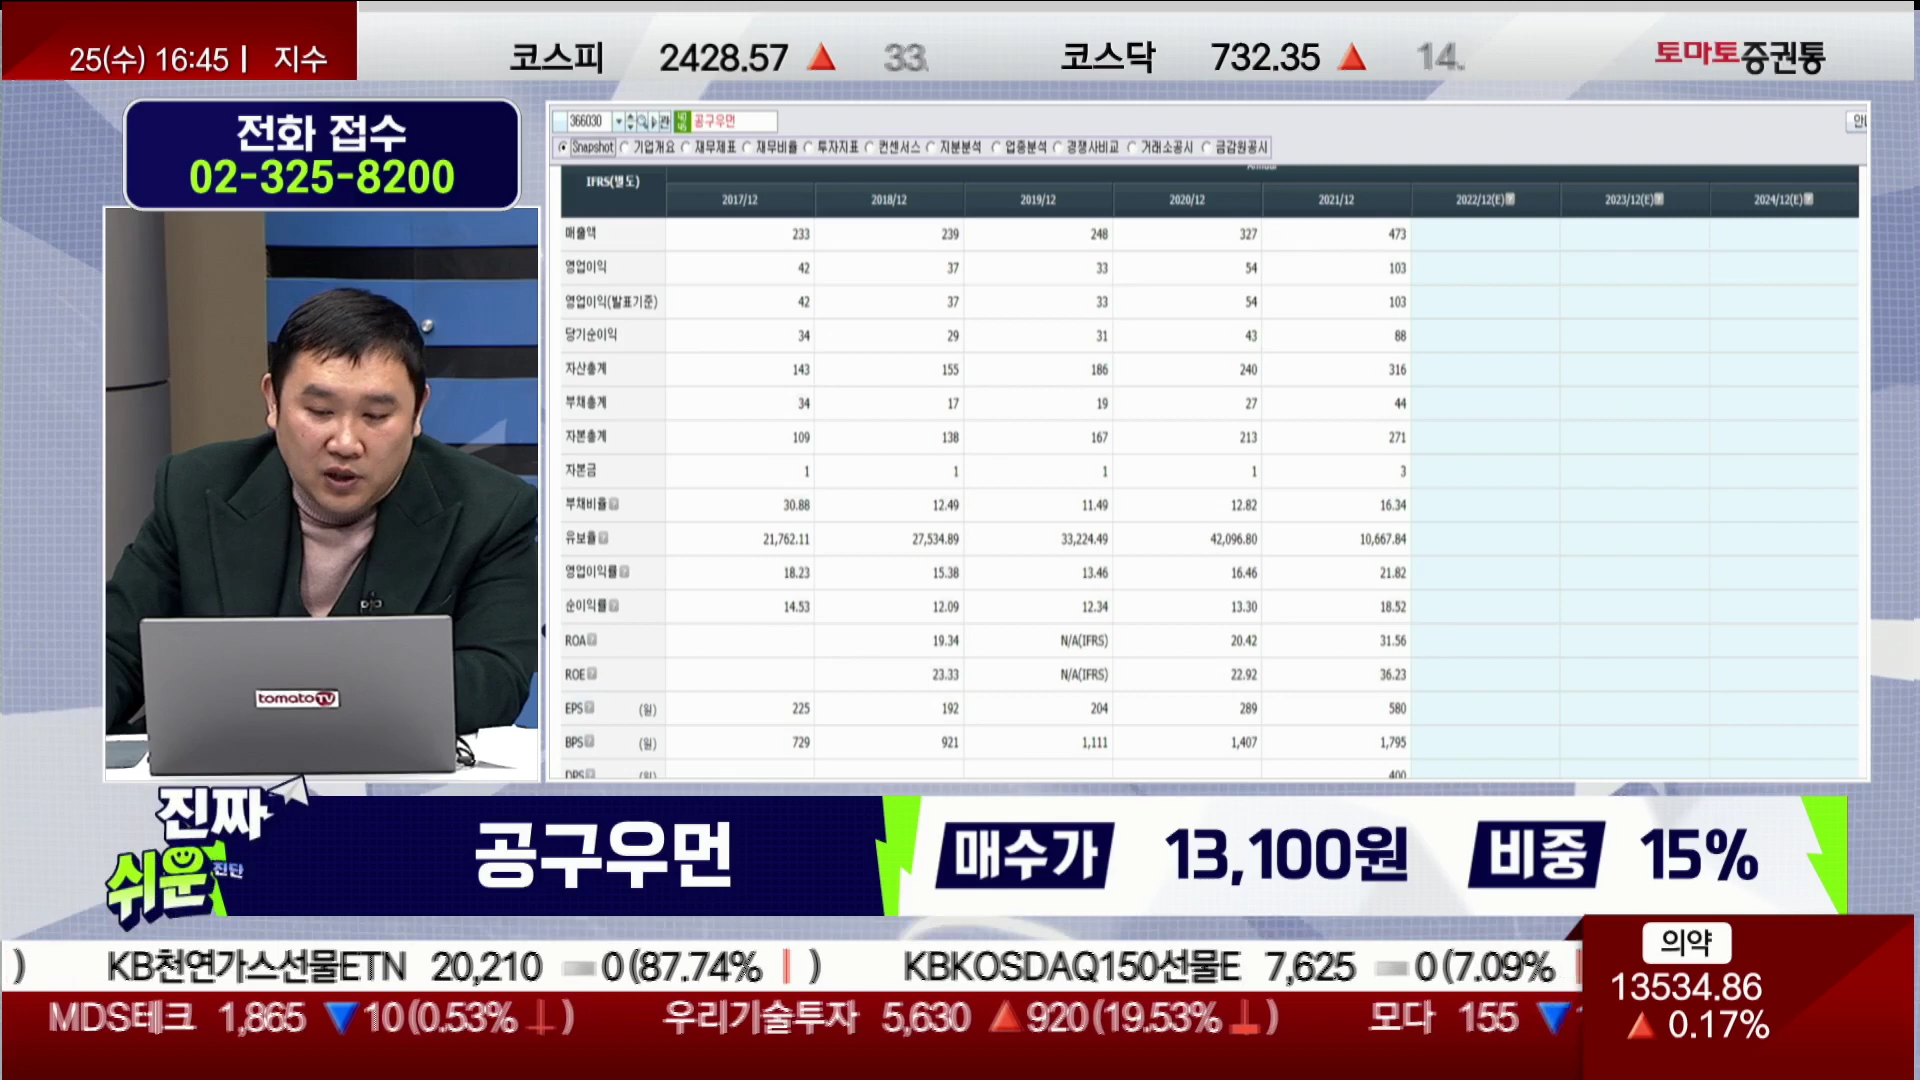 25(수) 16:45 | 지수
코스피 2428.57 ▲ 33.
코스닥 732.35 ▲ 14.
토마토증권통
전화 접수
02-325-8200
366030 공구우먼
Snapshot 기업개요 재무제표 재무비율 투자지표 컨센서스 지분분석 업종분석 경쟁사비교 거래소공시 금감원공시
IFRS(별도) Annual
2017/12 2018/12 2019/12 2020/12 2021/12 2022/12(E) 2023/12(E) 2024/12(E)
매출액 233 239 248 327 473
영업이익 42 37 33 54 103
영업이익(발표기준) 42 37 33 54 103
당기순이익 34 29 31 43 88
자산총계 143 155 186 240 316
부채총계 34 17 19 27 44
자본총계 109 138 167 213 271
자본금 1 1 1 1 3
부채비율 30.88 12.49 11.49 12.82 16.34
유보율 21,762.11 27,534.89 33,224.49 42,096.80 10,667.84
영업이익률 18.23 15.38 13.46 16.46 21.82
순이익률 14.53 12.09 12.34 13.30 18.52
ROA 19.34 N/A(IFRS) 20.42 31.56
ROE 23.33 N/A(IFRS) 22.92 36.23
EPS (원) 225 192 204 289 580
BPS (원) 729 921 1,111 1,407 1,795
DPS (원) 400
tomatoTV
진짜
쉬운 진단
공구우먼
매수가 13,100원 비중 15%
) KB천연가스선물ETN 20,210 0(87.74% ) KBKOSDAQ150선물E 7,625 0(7.09%
MDS테크 1,865 ▼10(0.53%↓) 우리기술투자 5,630 ▲920(19.53% ) 모다 155 ▼
의약
13534.86
▲ 0.17%